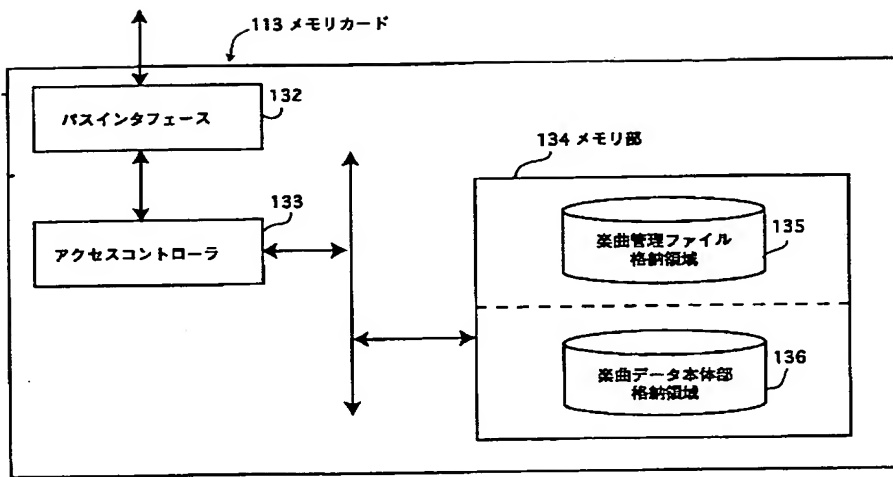 113 メモリカード
バスインタフェース
132
134 メモリ部
133
アクセスコントローラ
楽曲管理ファイル
格納領域
135
楽曲データ本体部
格納領域
136